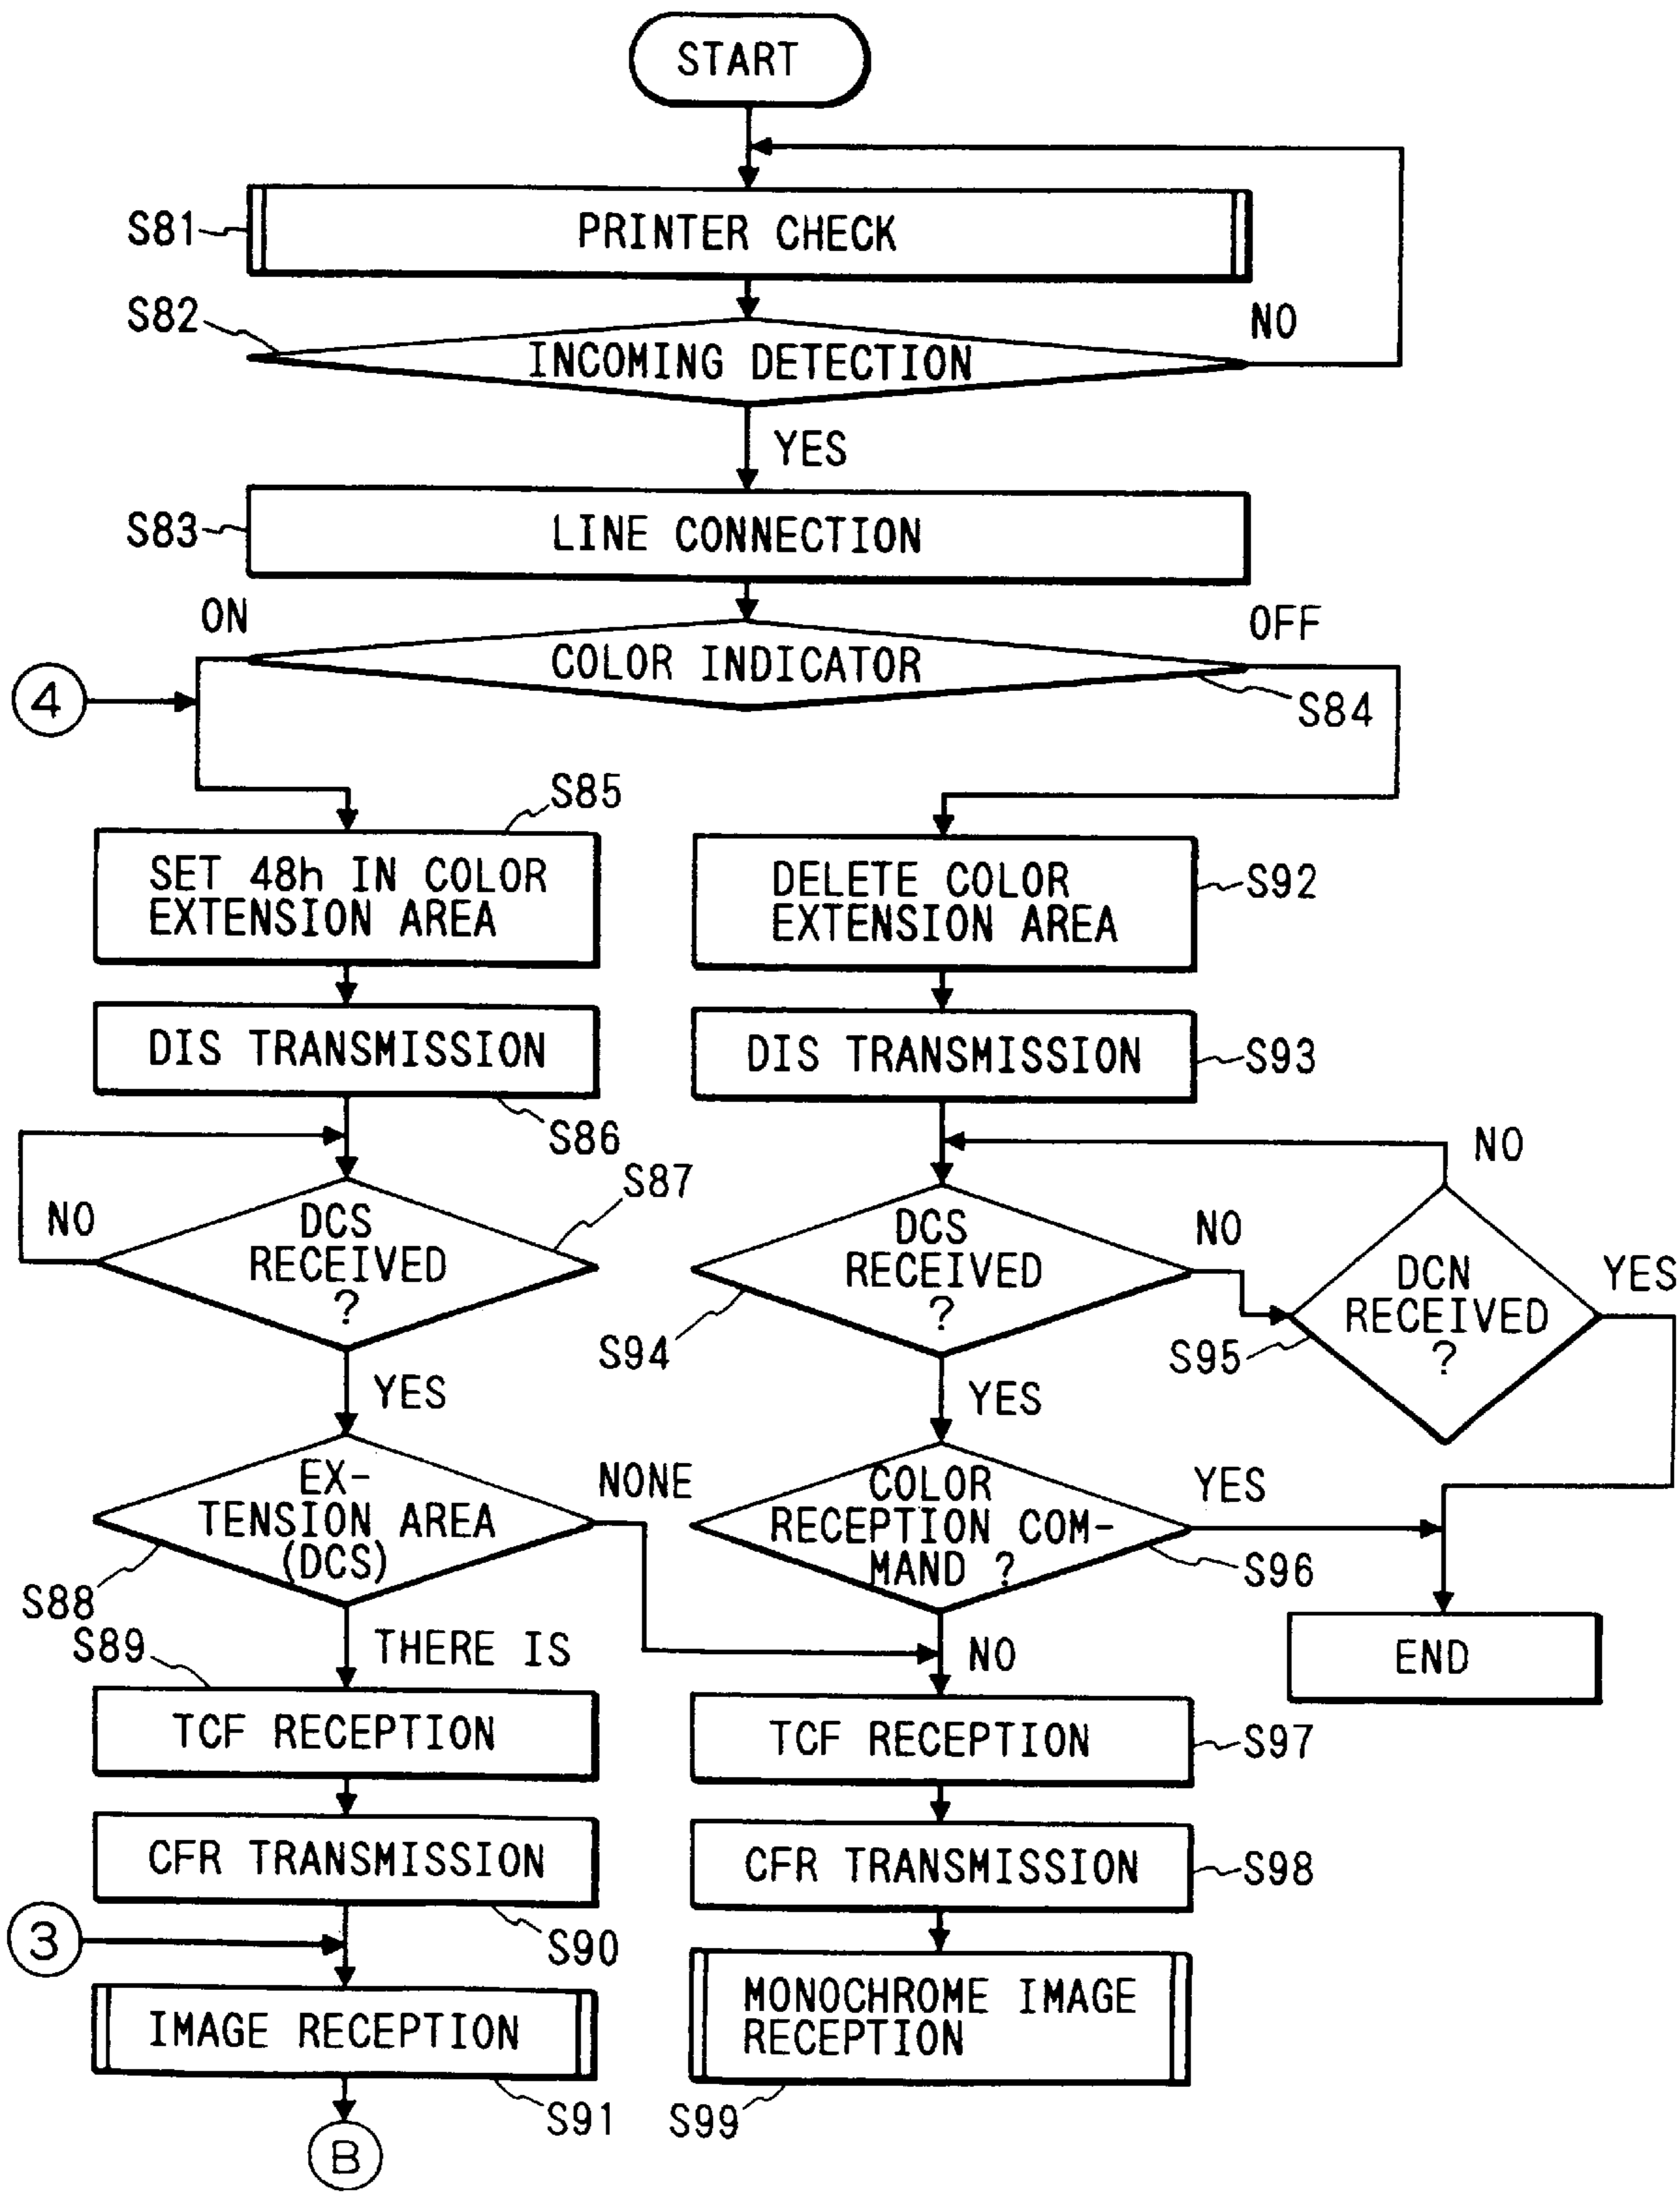 START
S81
PRINTER CHECK
S82
NO
INCOMING DETECTION
YES
S83
LINE CONNECTION
ON
OFF
COLOR INDICATOR
4
S84
S85
SET 48h IN COLOR
EXTENSION AREA
DELETE COLOR
EXTENSION AREA
S92
DIS TRANSMISSION
DIS TRANSMISSION
S93
S86
NO
S87
NO
DCS
RECEIVED
?
DCS
RECEIVED
?
NO
DCN
RECEIVED
?
YES
S94
S95
YES
YES
EX-
TENSION AREA
(DCS)
NONE
COLOR
RECEPTION COM-
MAND ?
YES
S96
S88
S89
THERE IS
NO
END
TCF RECEPTION
TCF RECEPTION
S97
CFR TRANSMISSION
CFR TRANSMISSION
S98
3
S90
IMAGE RECEPTION
MONOCHROME IMAGE
RECEPTION
S91
S99
B